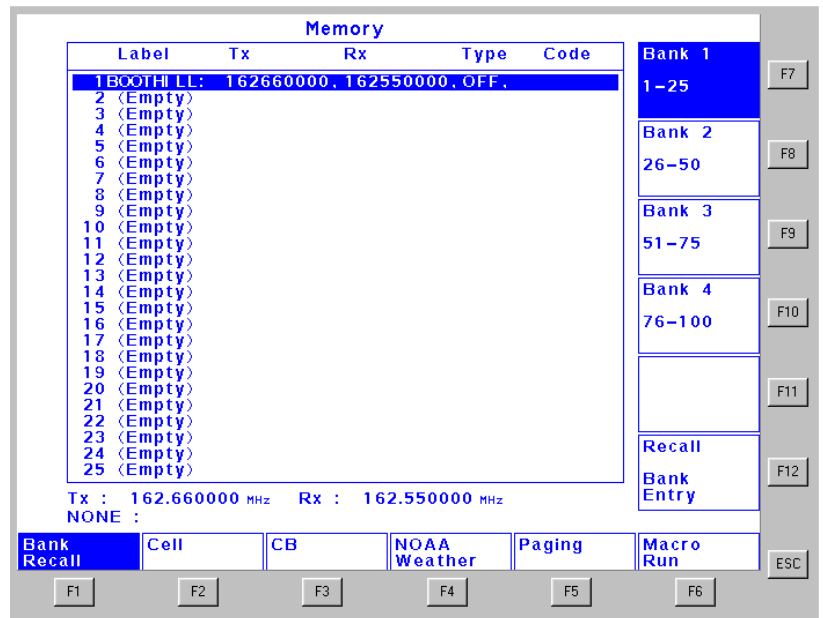 Memory
Label Tx Rx Type Code
1 BOOTHILL: 162660000, 162550000, OFF,
2 (Empty)
3 (Empty)
4 (Empty)
5 (Empty)
6 (Empty)
7 (Empty)
8 (Empty)
9 (Empty)
10 (Empty)
11 (Empty)
12 (Empty)
13 (Empty)
14 (Empty)
15 (Empty)
16 (Empty)
17 (Empty)
18 (Empty)
19 (Empty)
20 (Empty)
21 (Empty)
22 (Empty)
23 (Empty)
24 (Empty)
25 (Empty)
Tx : 162.660000 MHz Rx : 162.550000 MHz
NONE :
Bank 1
1-25
F7
Bank 2
26-50
F8
Bank 3
51-75
F9
Bank 4
76-100
F10
F11
Recall
Bank
Entry
F12
Bank
Recall
Cell
CB
NOAA
Weather
Paging
Macro
Run
ESC
F1
F2
F3
F4
F5
F6